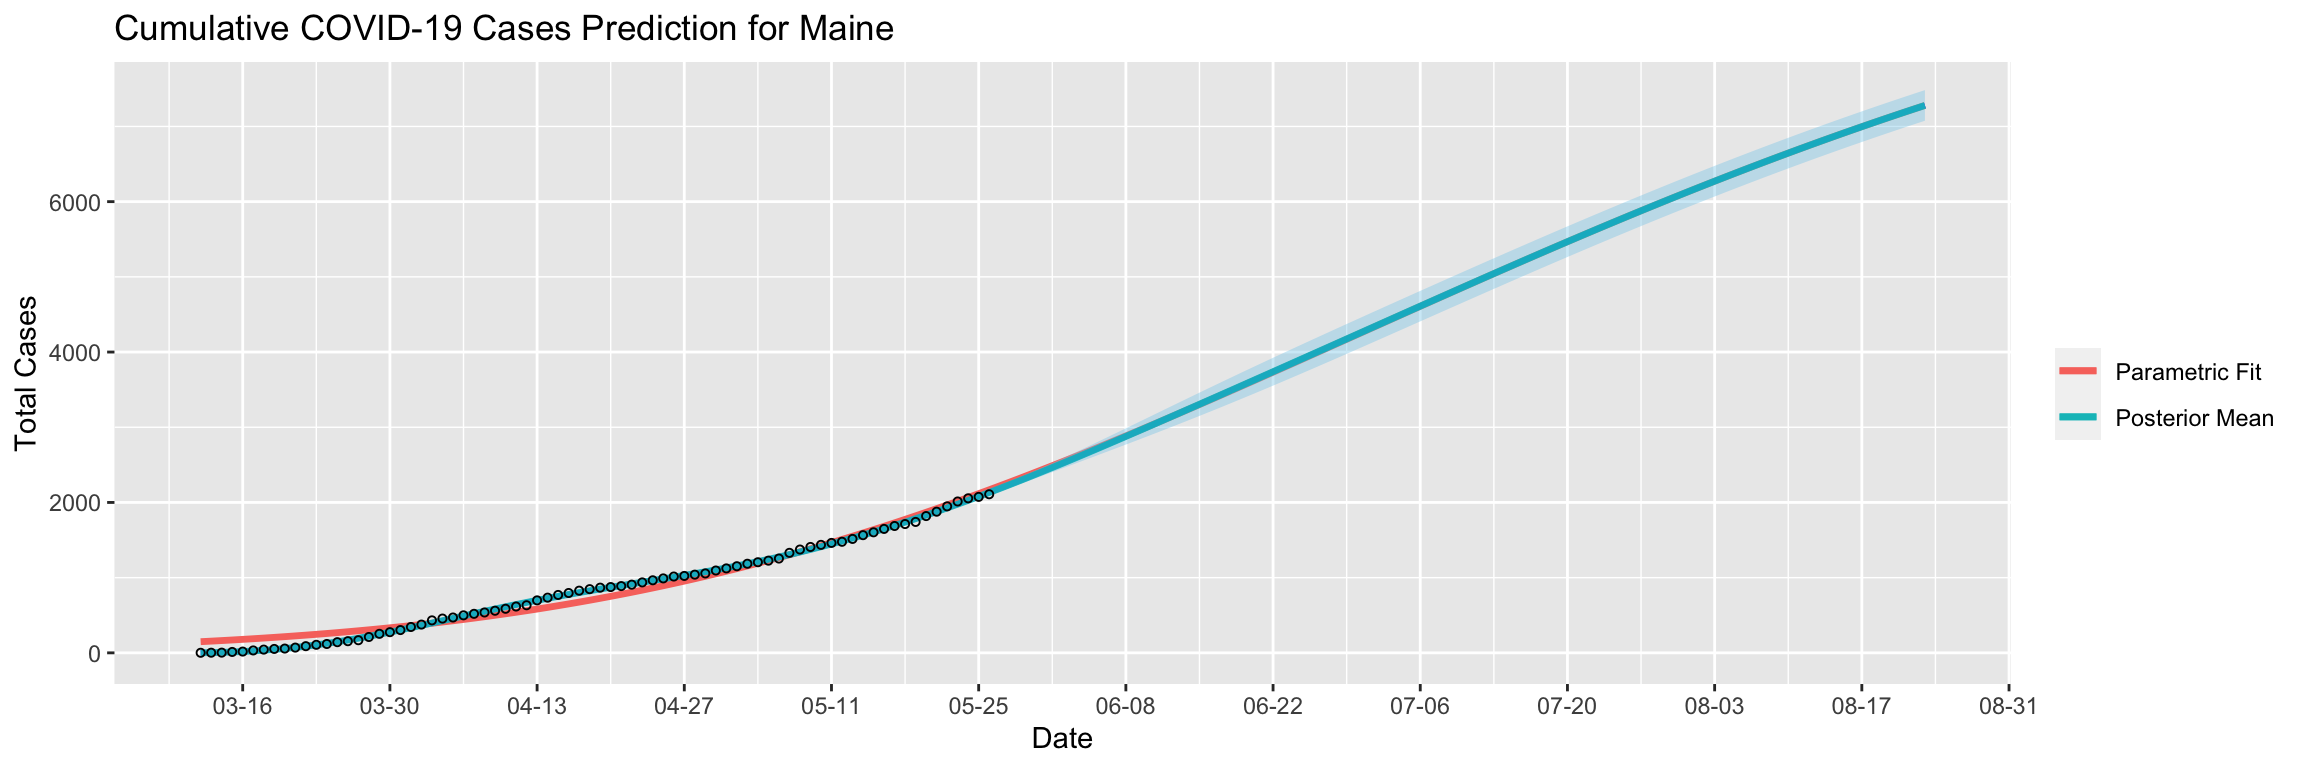 Cumulative COVID-19 Cases Prediction for Maine
Total Cases
6000
4000
2000
0
03-16 03-30 04-13 04-27 05-11 05-25 06-08 06-22 07-06 07-20 08-03 08-17 08-31
Date
Parametric Fit
Posterior Mean